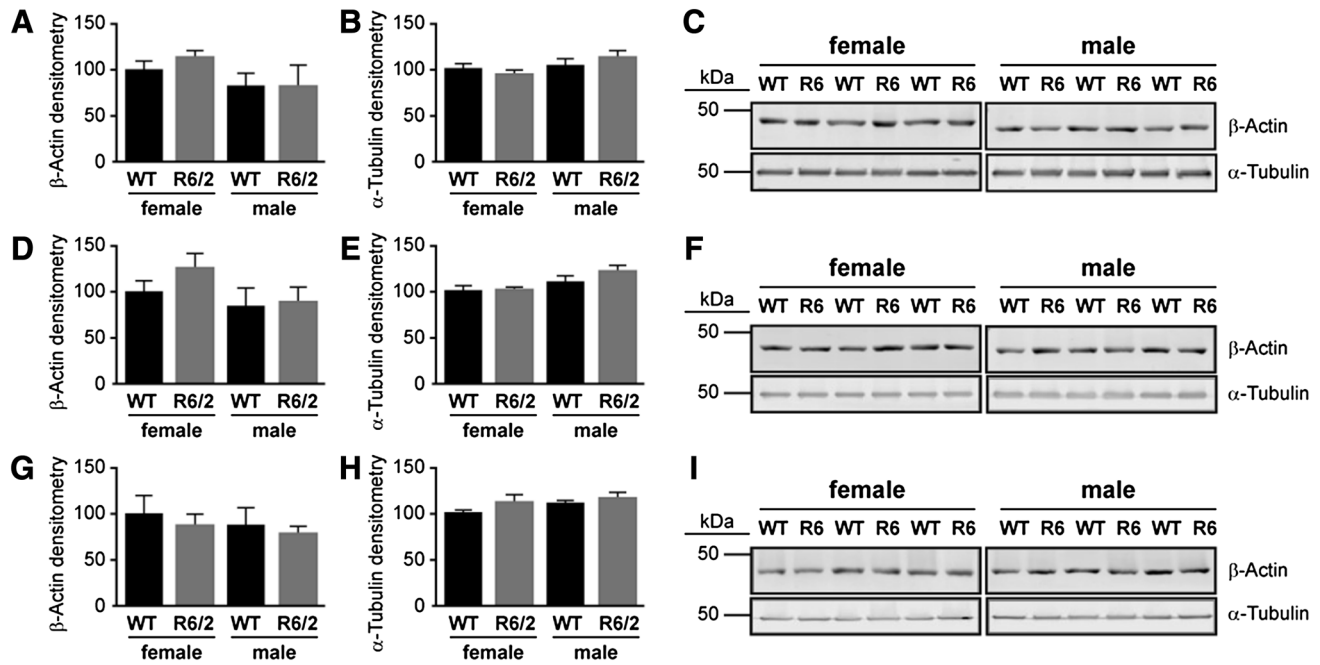 A
β-Actin densitometry
150
100
50
0
WT R6/2 WT R6/2
female male
B
α-Tubulin densitometry
150
100
50
0
WT R6/2 WT R6/2
female male
C
female male
kDa WT R6 WT R6 WT R6 WT R6 WT R6 WT R6
50 β-Actin
50 α-Tubulin
D
β-Actin densitometry
150
100
50
0
WT R6/2 WT R6/2
female male
E
α-Tubulin densitometry
150
100
50
0
WT R6/2 WT R6/2
female male
F
female male
kDa WT R6 WT R6 WT R6 WT R6 WT R6 WT R6
50 β-Actin
50 α-Tubulin
G
β-Actin densitometry
150
100
50
0
WT R6/2 WT R6/2
female male
H
α-Tubulin densitometry
150
100
50
0
WT R6/2 WT R6/2
female male
I
female male
kDa WT R6 WT R6 WT R6 WT R6 WT R6 WT R6
50 β-Actin
50 α-Tubulin